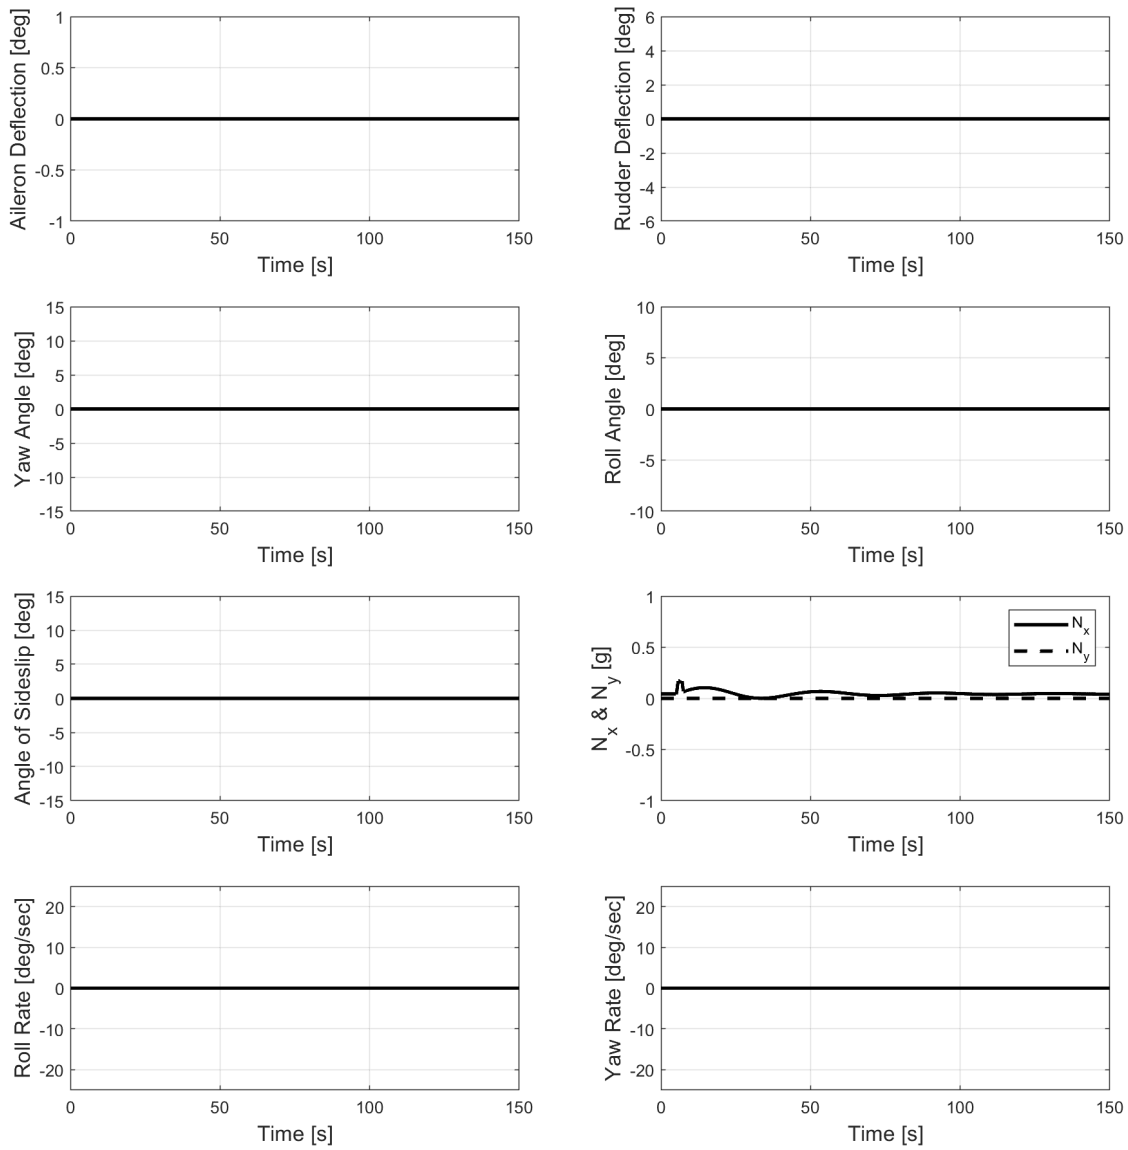 Aileron Deflection [deg]
1
0.5
0
-0.5
-1
0 50 100 150
Time [s]
Rudder Deflection [deg]
6
4
2
0
-2
-4
-6
0 50 100 150
Time [s]
Yaw Angle [deg]
15
10
5
0
-5
-10
-15
0 50 100 150
Time [s]
Roll Angle [deg]
10
5
0
-5
-10
0 50 100 150
Time [s]
Angle of Sideslip [deg]
15
10
5
0
-5
-10
-15
0 50 100 150
Time [s]
Nx & Ny [g]
1
0.5
0
-0.5
-1
Nx
Ny
0 50 100 150
Time [s]
Roll Rate [deg/sec]
20
10
0
-10
-20
0 50 100 150
Time [s]
Yaw Rate [deg/sec]
20
10
0
-10
-20
0 50 100 150
Time [s]